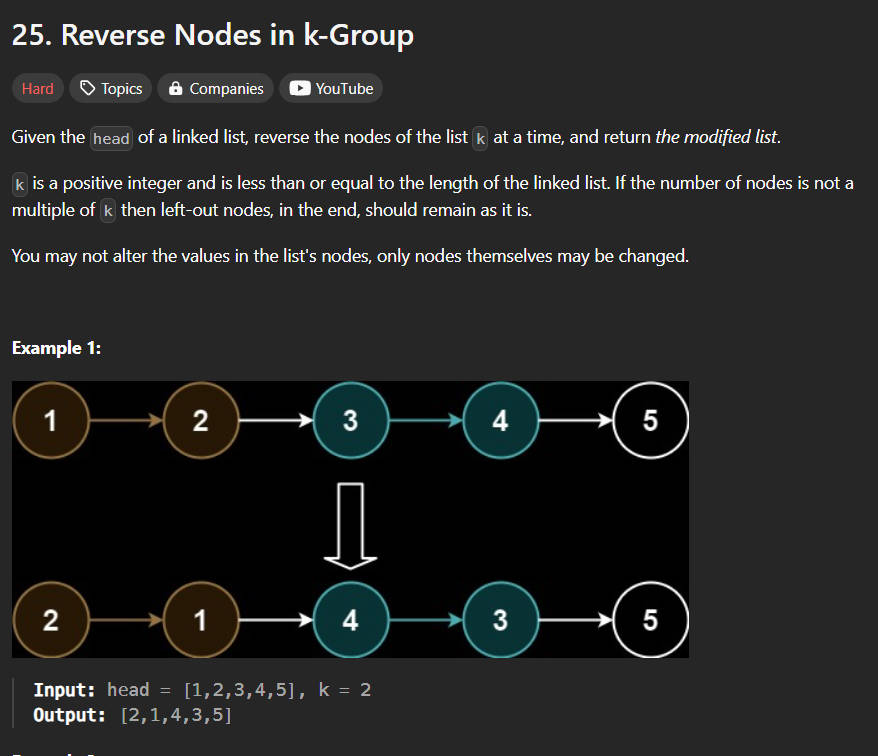 25. Reverse Nodes in k-Group
Hard Topics Companies YouTube
Given the head of a linked list, reverse the nodes of the list k at a time, and return the modified list.
k is a positive integer and is less than or equal to the length of the linked list. If the number of nodes is not a
multiple of k then left-out nodes, in the end, should remain as it is.
You may not alter the values in the list's nodes, only nodes themselves may be changed.
Example 1:
1 2 3 4 5
2 1 4 3 5
Input: head = [1,2,3,4,5], k = 2
Output: [2,1,4,3,5]